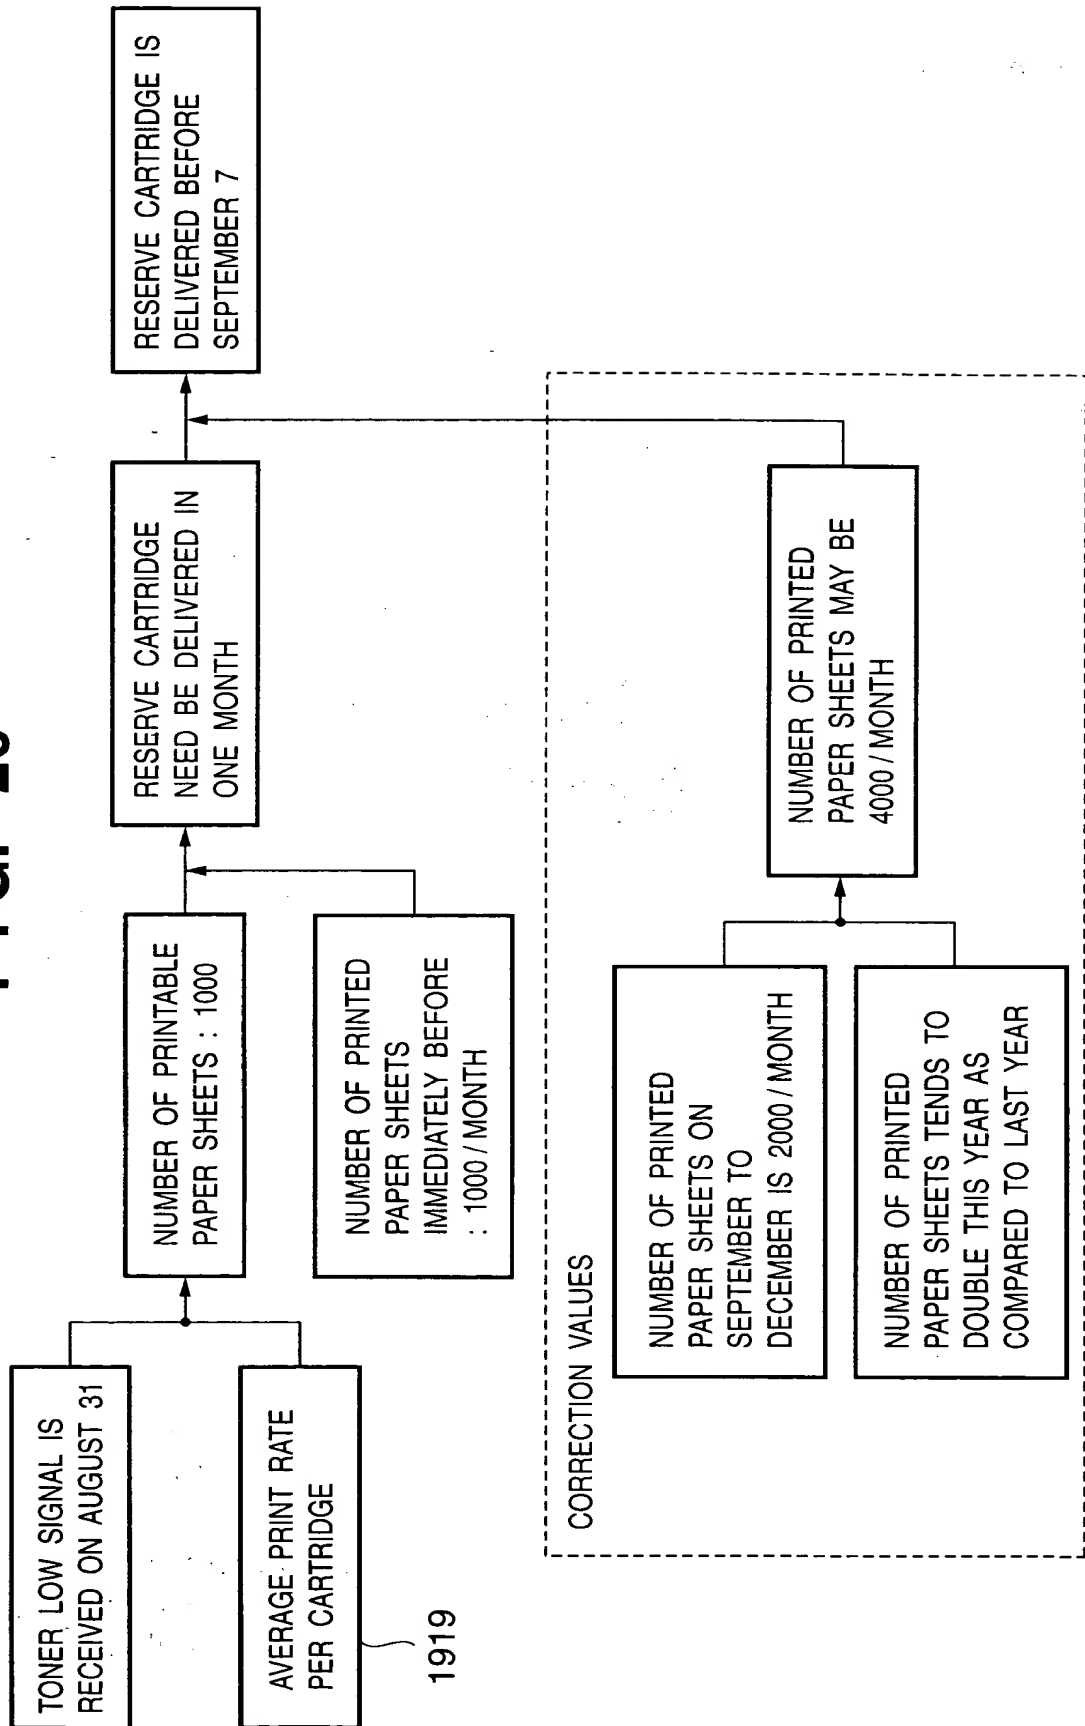 TONER LOW SIGNAL IS
RECEIVED ON AUGUST 31
AVERAGE PRINT RATE
PER CARTRIDGE
1919
NUMBER OF PRINTABLE
PAPER SHEETS : 1000
NUMBER OF PRINTED
PAPER SHEETS
IMMEDIATELY BEFORE
: 1000 / MONTH
RESERVE CARTRIDGE
NEED BE DELIVERED IN
ONE MONTH
RESERVE CARTRIDGE IS
DELIVERED BEFORE
SEPTEMBER 7
CORRECTION VALUES
NUMBER OF PRINTED
PAPER SHEETS ON
SEPTEMBER TO
DECEMBER IS 2000 / MONTH
NUMBER OF PRINTED
PAPER SHEETS TENDS TO
DOUBLE THIS YEAR AS
COMPARED TO LAST YEAR
NUMBER OF PRINTED
PAPER SHEETS MAY BE
4000 / MONTH